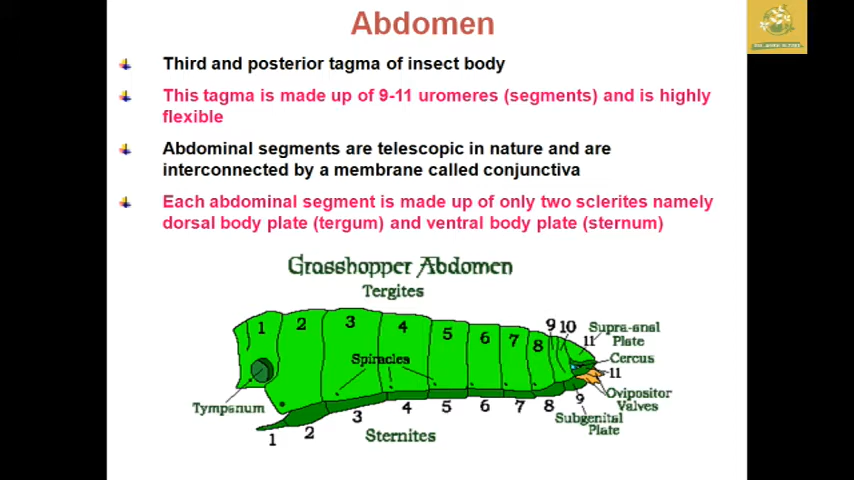 Abdomen
Third and posterior tagma of insect body
This tagma is made up of 9-11 uromeres (segments) and is highly
flexible
Abdominal segments are telescopic in nature and are
interconnected by a membrane called conjunctiva
Each abdominal segment is made up of only two sclerites namely
dorsal body plate (tergum) and ventral body plate (sternum)
Grasshopper Abdomen
Tergites
1 2 3 4 5 6 7 8 9 10 11
Supra-anal
Plate
Cercus
11
Spiracles
Ovipositor
Valves
Tympanum
1 2 3 4 5 6 7 8 9
Subgenital
Plate
Sternites